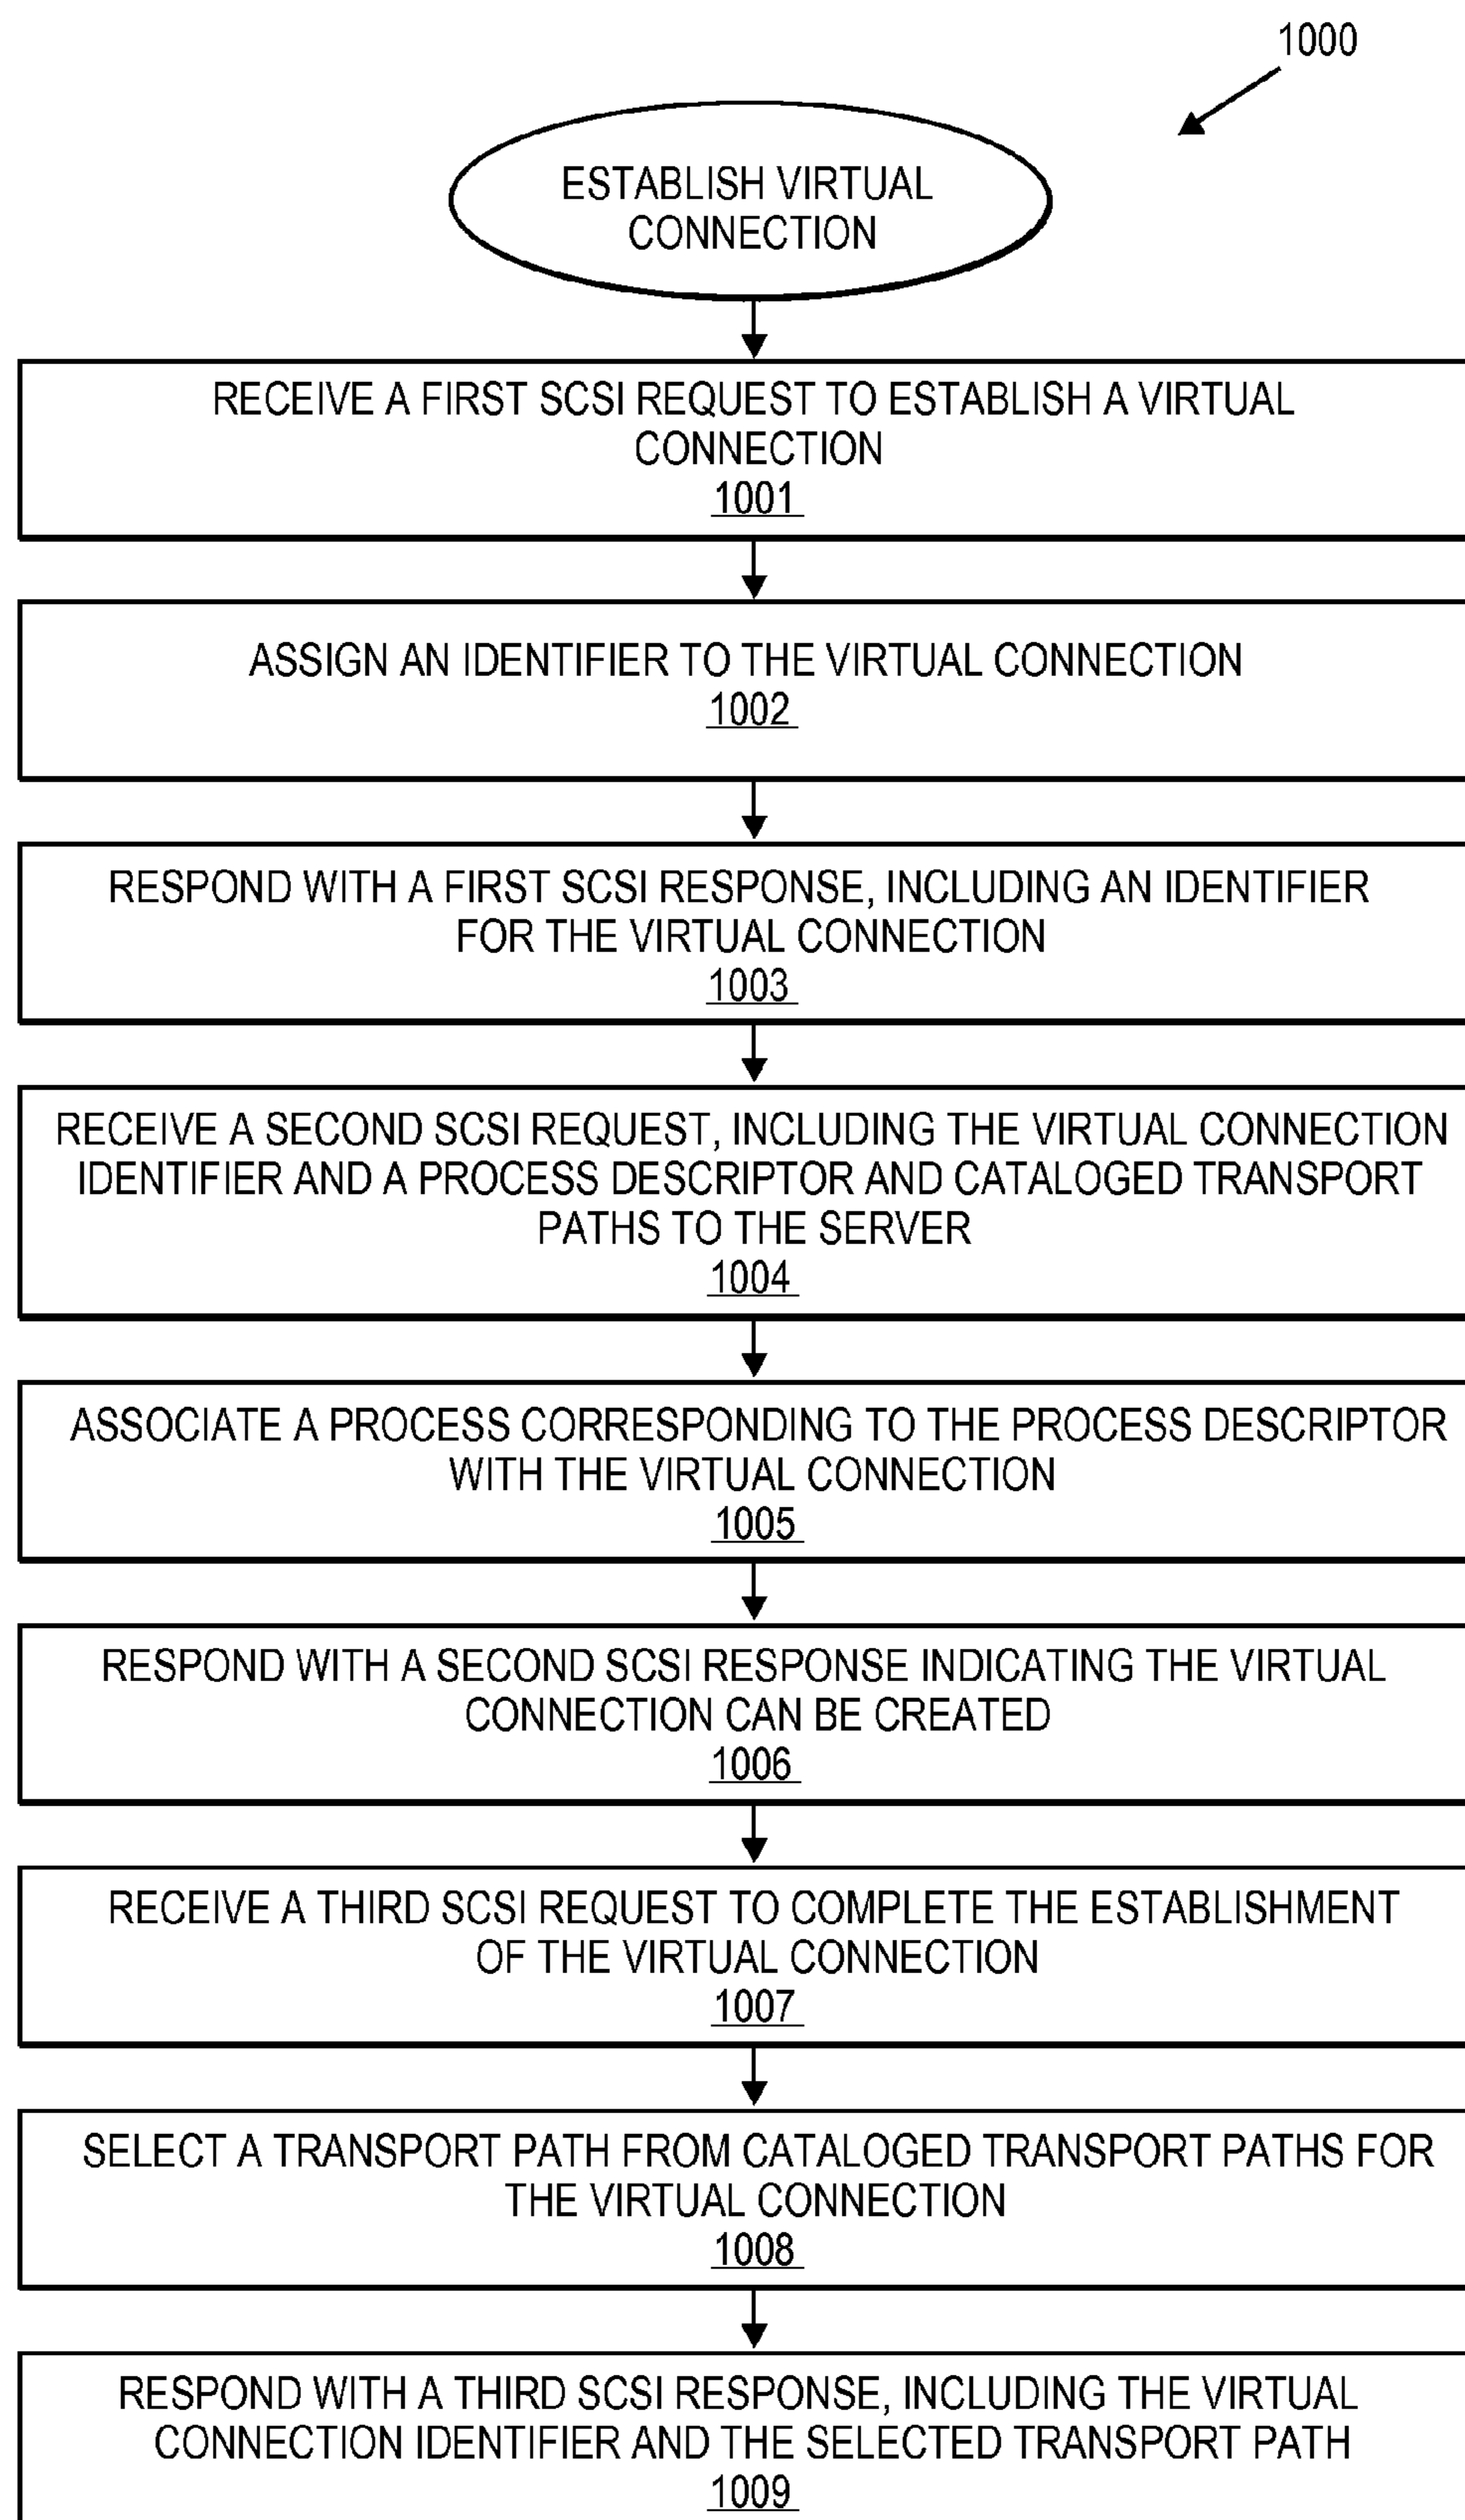 1000
ESTABLISH VIRTUAL
CONNECTION
RECEIVE A FIRST SCSI REQUEST TO ESTABLISH A VIRTUAL
CONNECTION
1001
ASSIGN AN IDENTIFIER TO THE VIRTUAL CONNECTION
1002
RESPOND WITH A FIRST SCSI RESPONSE, INCLUDING AN IDENTIFIER
FOR THE VIRTUAL CONNECTION
1003
RECEIVE A SECOND SCSI REQUEST, INCLUDING THE VIRTUAL CONNECTION
IDENTIFIER AND A PROCESS DESCRIPTOR AND CATALOGED TRANSPORT
PATHS TO THE SERVER
1004
ASSOCIATE A PROCESS CORRESPONDING TO THE PROCESS DESCRIPTOR
WITH THE VIRTUAL CONNECTION
1005
RESPOND WITH A SECOND SCSI RESPONSE INDICATING THE VIRTUAL
CONNECTION CAN BE CREATED
1006
RECEIVE A THIRD SCSI REQUEST TO COMPLETE THE ESTABLISHMENT
OF THE VIRTUAL CONNECTION
1007
SELECT A TRANSPORT PATH FROM CATALOGED TRANSPORT PATHS FOR
THE VIRTUAL CONNECTION
1008
RESPOND WITH A THIRD SCSI RESPONSE, INCLUDING THE VIRTUAL
CONNECTION IDENTIFIER AND THE SELECTED TRANSPORT PATH
1009